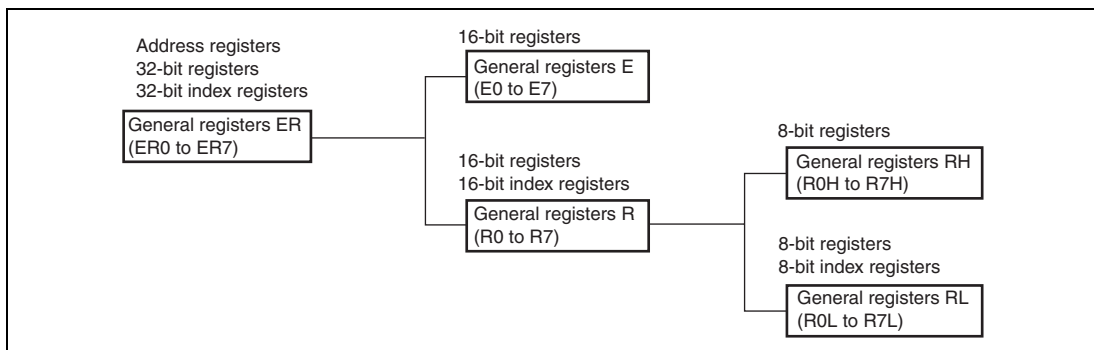 Address registers
32-bit registers
32-bit index registers
General registers ER
(ER0 to ER7)
16-bit registers
General registers E
(E0 to E7)
16-bit registers
16-bit index registers
General registers R
(R0 to R7)
8-bit registers
General registers RH
(R0H to R7H)
8-bit registers
8-bit index registers
General registers RL
(R0L to R7L)